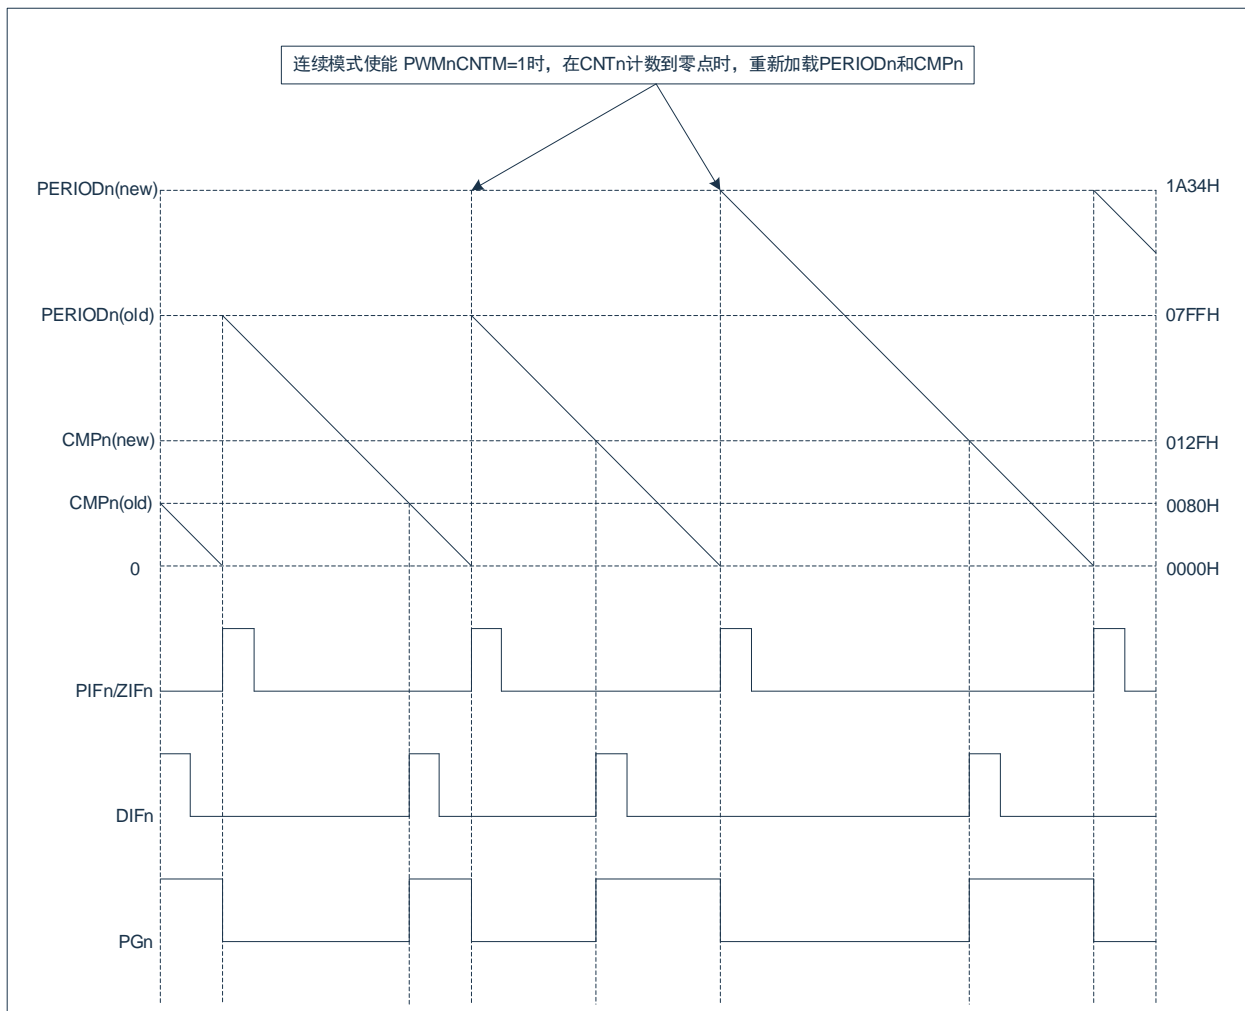 连续模式使能 PWMnCNTM=1时，在CNTn计数到零点时，重新加载PERIODn和CMPn
PERIODn(new) 1A34H
PERIODn(old) 07FFH
CMPn(new) 012FH
CMPn(old) 0080H
0 0000H
PIFn/ZIFn
DIFn
PGn